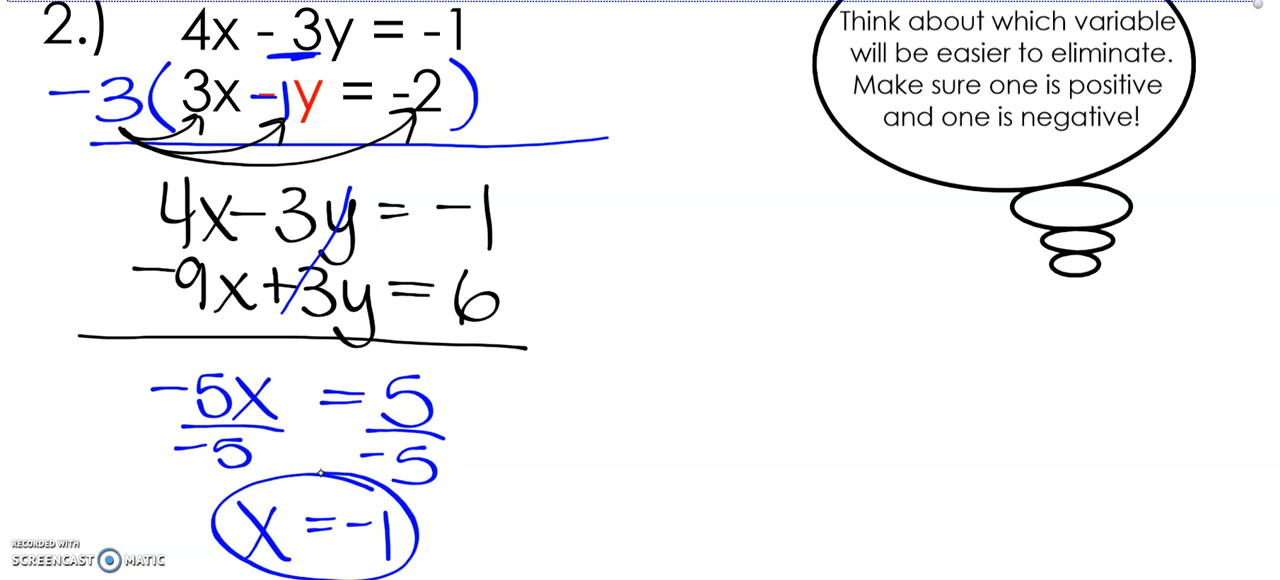 2.) 4x - 3y = -1
-3(3x -1y = -2)
4x-3y = -1
-9x+3y = 6
-5x = 5
-5 -5
x = -1
Think about which variable
will be easier to eliminate.
Make sure one is positive
and one is negative!
RECORDED WITH
SCREENCAST MATIC